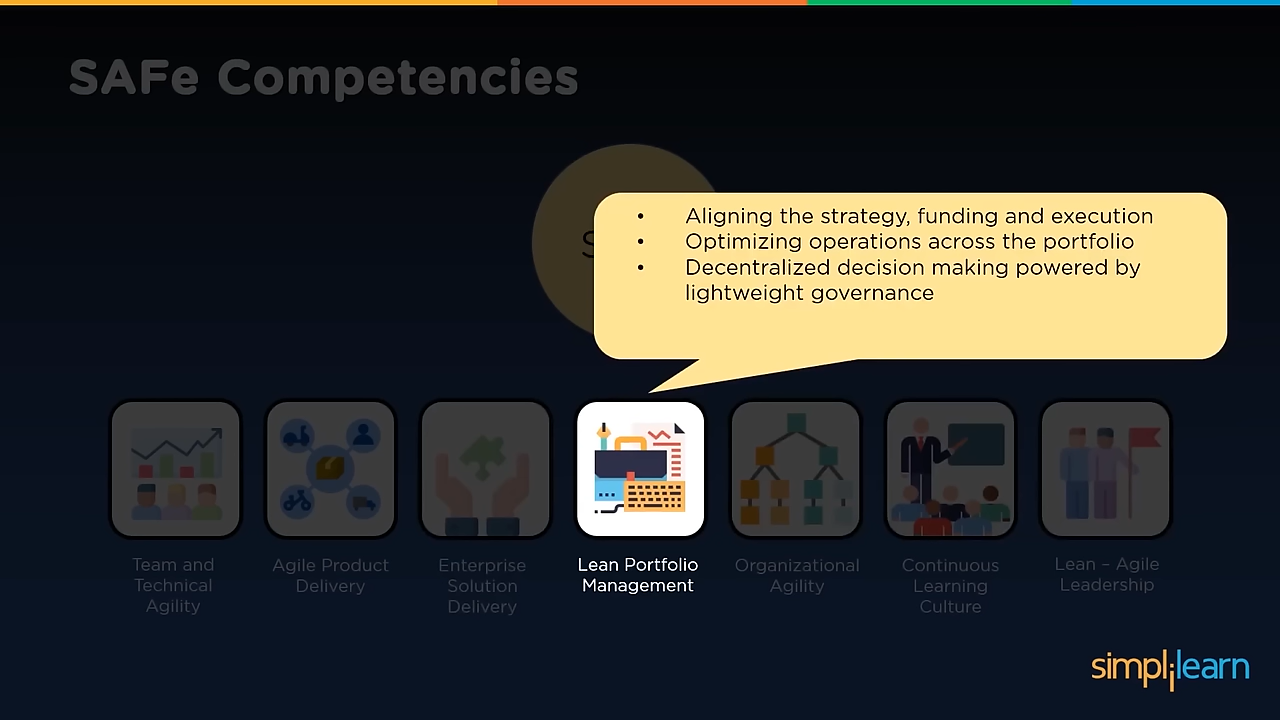 SAFe Competencies
S
• Aligning the strategy, funding and execution
• Optimizing operations across the portfolio
• Decentralized decision making powered by
lightweight governance
Team and
Technical
Agility
Agile Product
Delivery
Enterprise
Solution
Delivery
Lean Portfolio
Management
Organizational
Agility
Continuous
Learning
Culture
Lean – Agile
Leadership
simplilearn